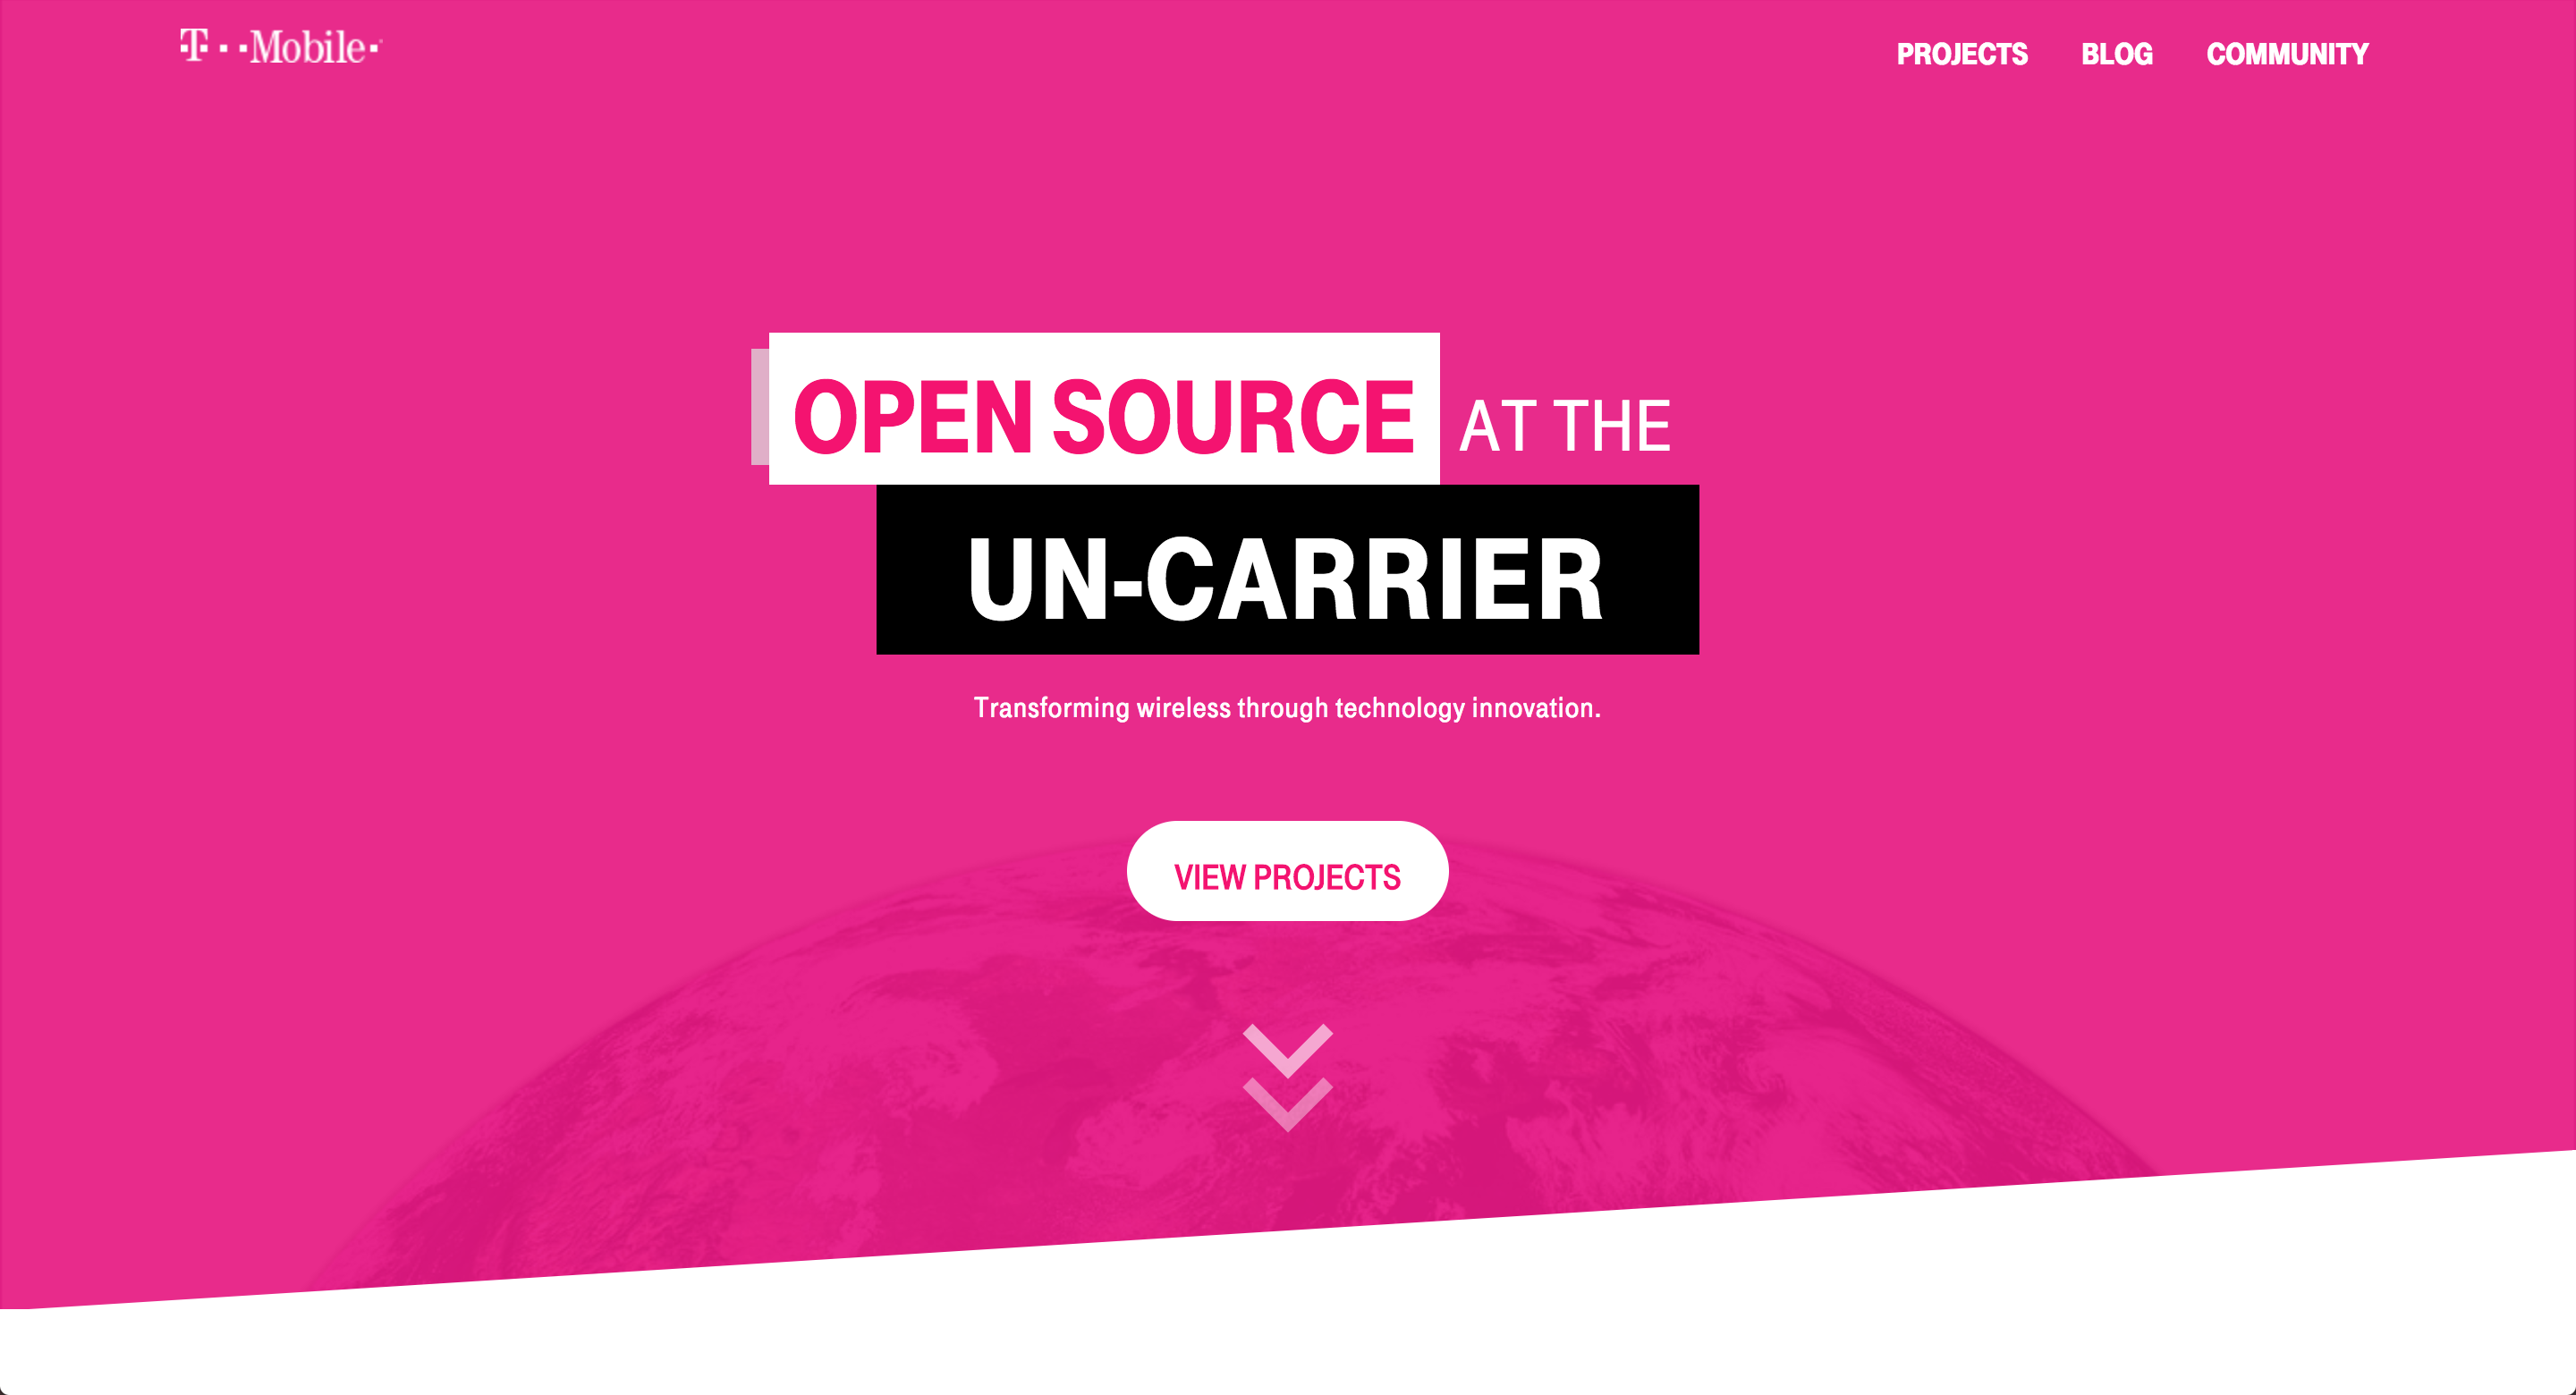 T··Mobile·
PROJECTS BLOG COMMUNITY
OPEN SOURCE AT THE
UN-CARRIER
Transforming wireless through technology innovation.
VIEW PROJECTS